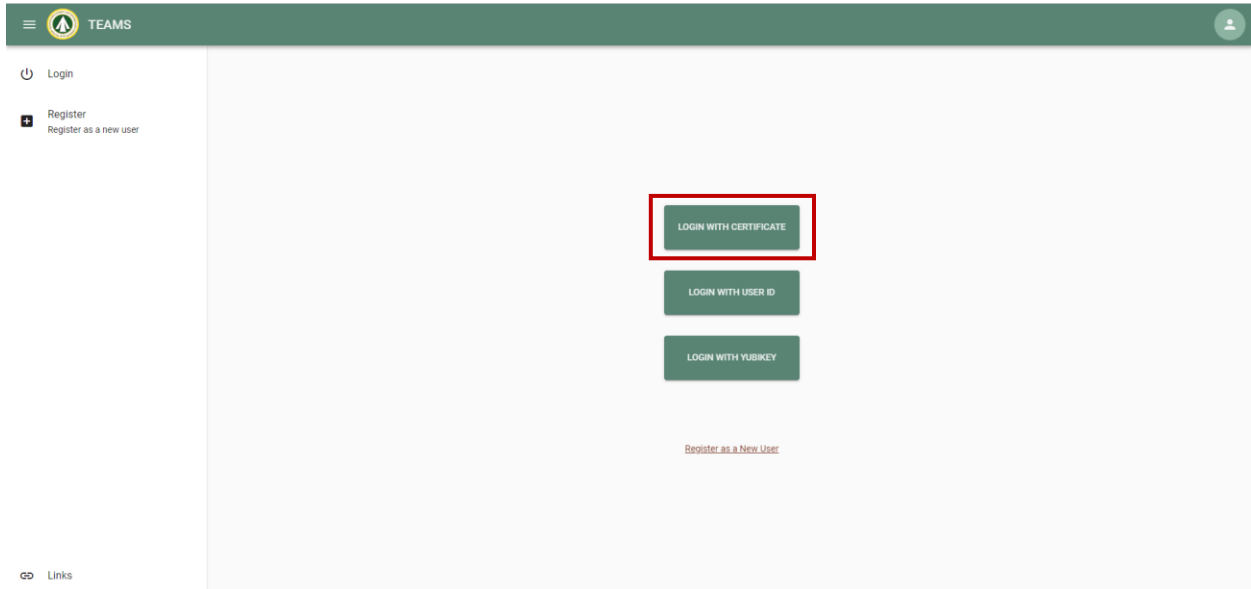 TEAMS
Login
Register
Register as a new user
LOGIN WITH CERTIFICATE
LOGIN WITH USER ID
LOGIN WITH YUBIKEY
Register as a New User
Links